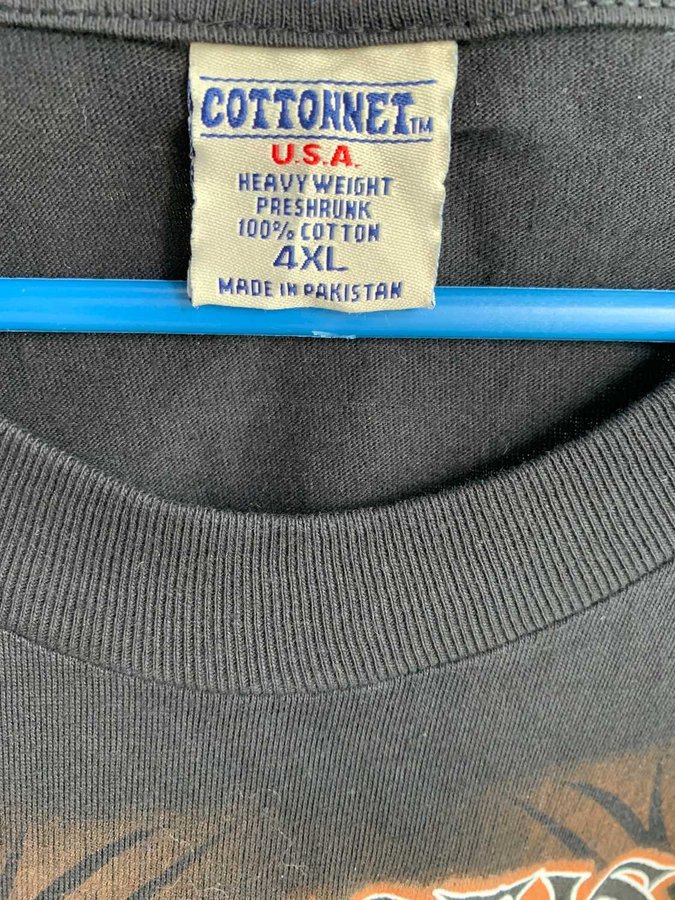 COTTONNET TM
U.S.A.
HEAVY WEIGHT
PRESHRUNK
100% COTTON
4XL
MADE IN PAKISTAN